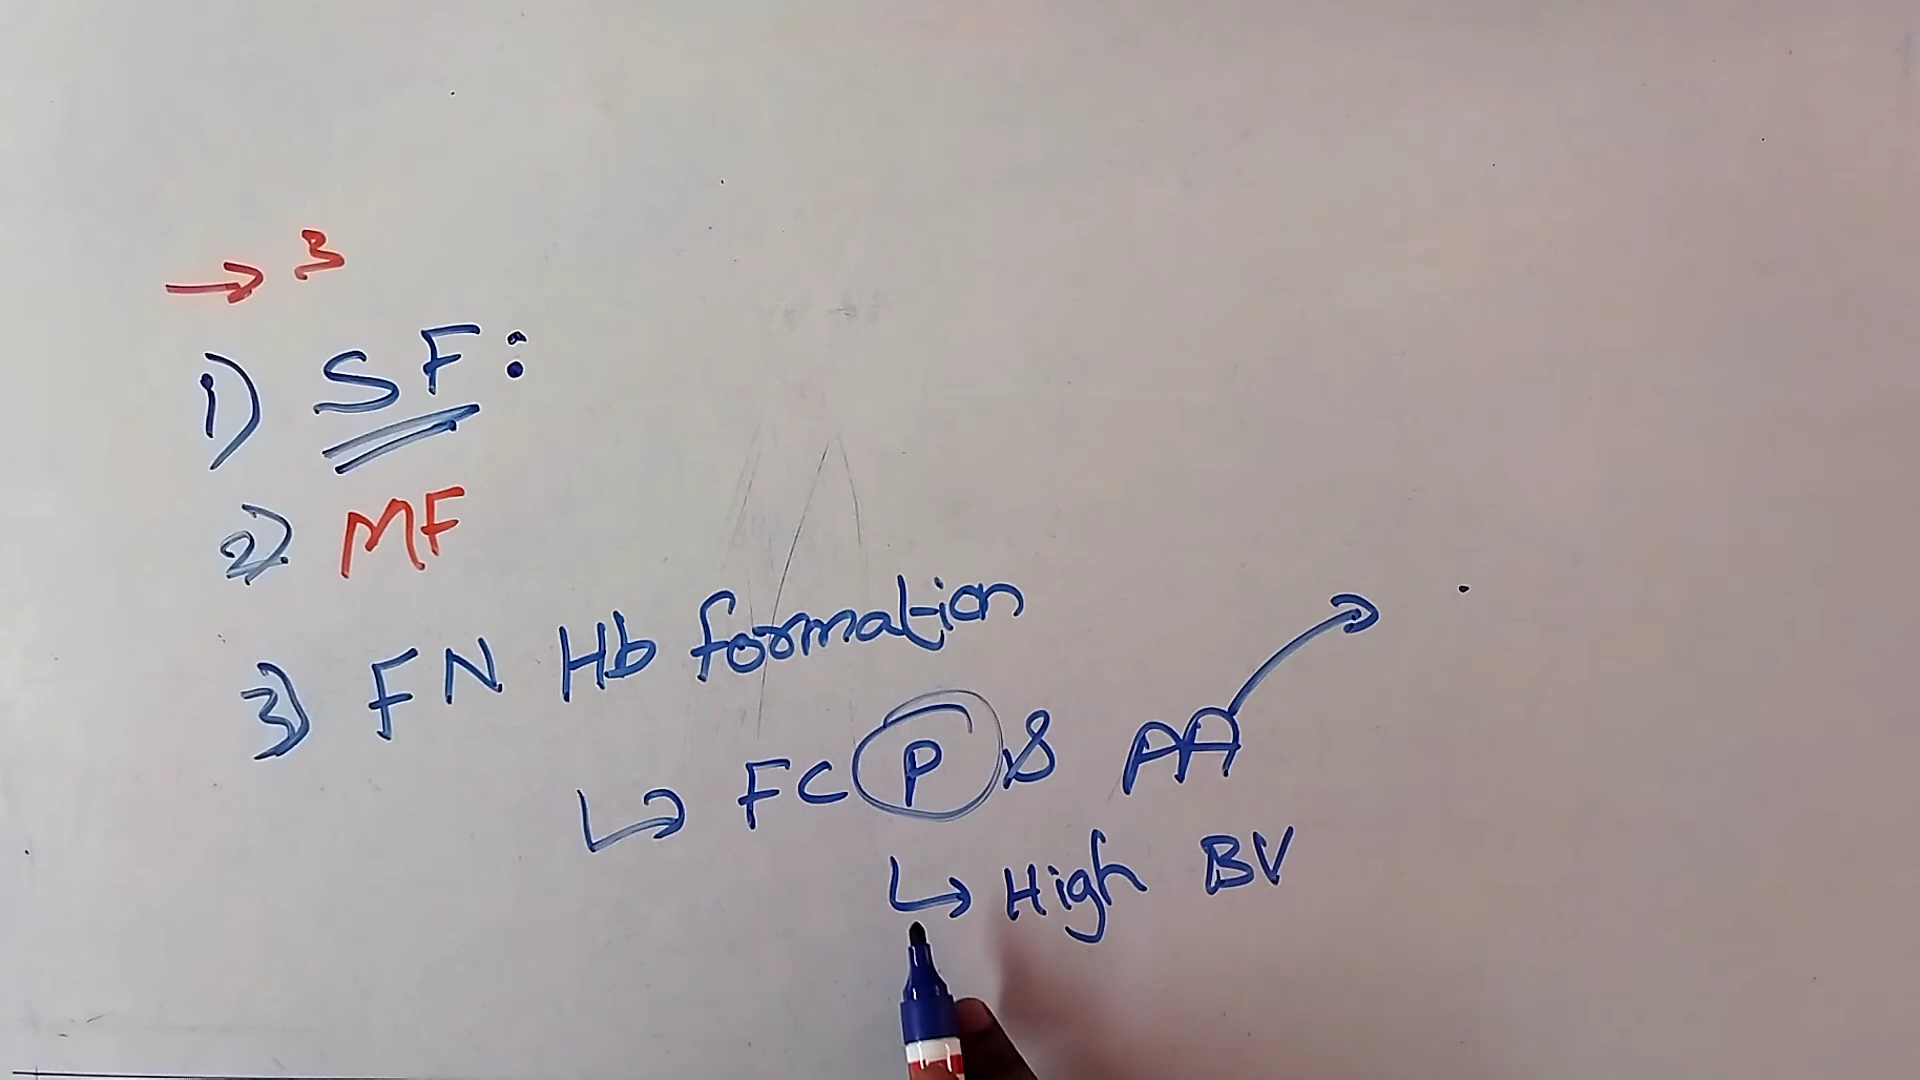 → 3
1) SF:
2) MF
3) FN Hb formation
↳ FC P & AA →
↳ High BV